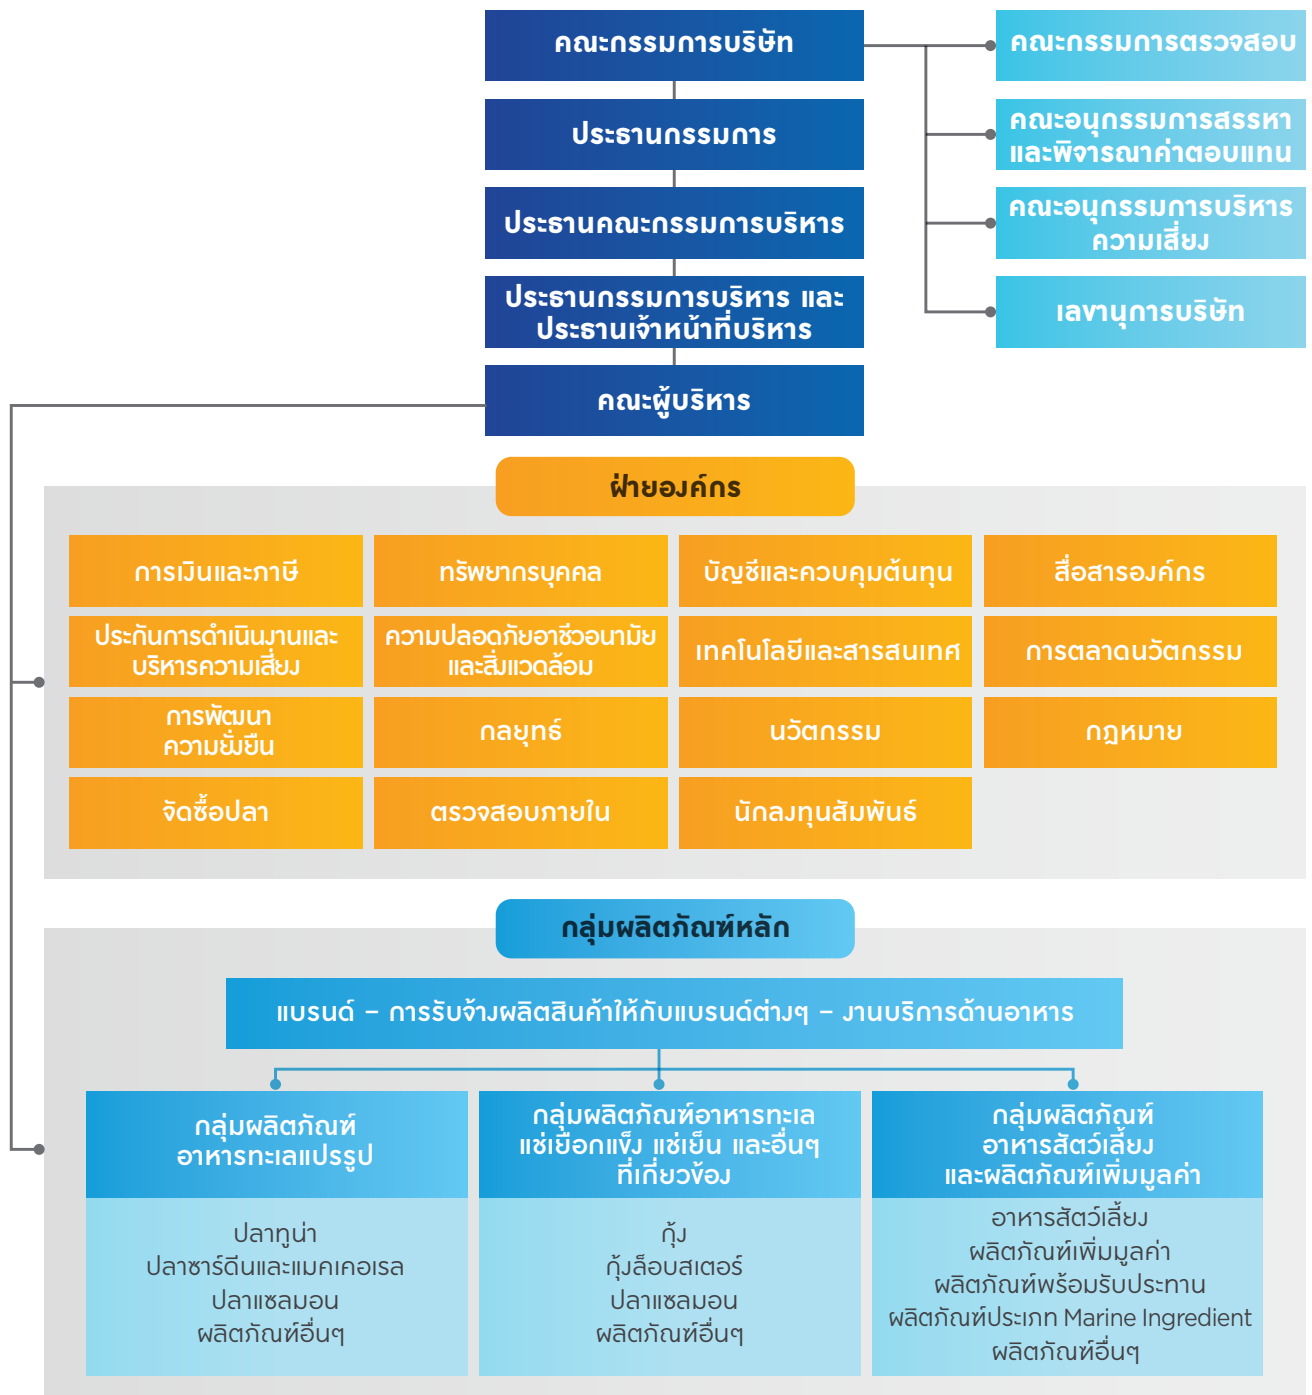 คณะกรรมการบริษัท
คณะกรรมการตรวจสอบ
ประธานกรรมการ
คณะอนุกรรมการสรรหา
และพิจารณาค่าตอบแทน
ประธานคณะกรรมการบริหาร
คณะอนุกรรมการบริหาร
ความเสี่ยง
ประธานกรรมการบริหาร และ
ประธานเจ้าหน้าที่บริหาร
เลขานุการบริษัท
คณะผู้บริหาร
ฝ่ายองค์กร
การเงินและภาษี
ทรัพยากรบุคคล
บัญชีและควบคุมต้นทุน
สื่อสารองค์กร
ประกันการดำเนินงานและ
บริหารความเสี่ยง
ความปลอดภัยอาชีวอนามัย
และสิ่งแวดล้อม
เทคโนโลยีและสารสนเทศ
การตลาดนวัตกรรม
การพัฒนา
ความยั่งยืน
กลยุทธ์
นวัตกรรม
กฎหมาย
จัดซื้อปลา
ตรวจสอบภายใน
นักลงทุนสัมพันธ์
กลุ่มผลิตภัณฑ์หลัก
แบรนด์ – การรับจ้างผลิตสินค้าให้กับแบรนด์ต่างๆ – งานบริการด้านอาหาร
กลุ่มผลิตภัณฑ์
อาหารทะเลแปรรูป
ปลาทูน่า
ปลาซาร์ดีนและแมคเคอเรล
ปลาแซลมอน
ผลิตภัณฑ์อื่นๆ
กลุ่มผลิตภัณฑ์อาหารทะเล
แช่เยือกแข็ง แช่เย็น และอื่นๆ
ที่เกี่ยวข้อง
กุ้ง
กุ้งล็อบสเตอร์
ปลาแซลมอน
ผลิตภัณฑ์อื่นๆ
กลุ่มผลิตภัณฑ์
อาหารสัตว์เลี้ยง
และผลิตภัณฑ์เพิ่มมูลค่า
อาหารสัตว์เลี้ยง
ผลิตภัณฑ์เพิ่มมูลค่า
ผลิตภัณฑ์พร้อมรับประทาน
ผลิตภัณฑ์ประเภท Marine Ingredient
ผลิตภัณฑ์อื่นๆ